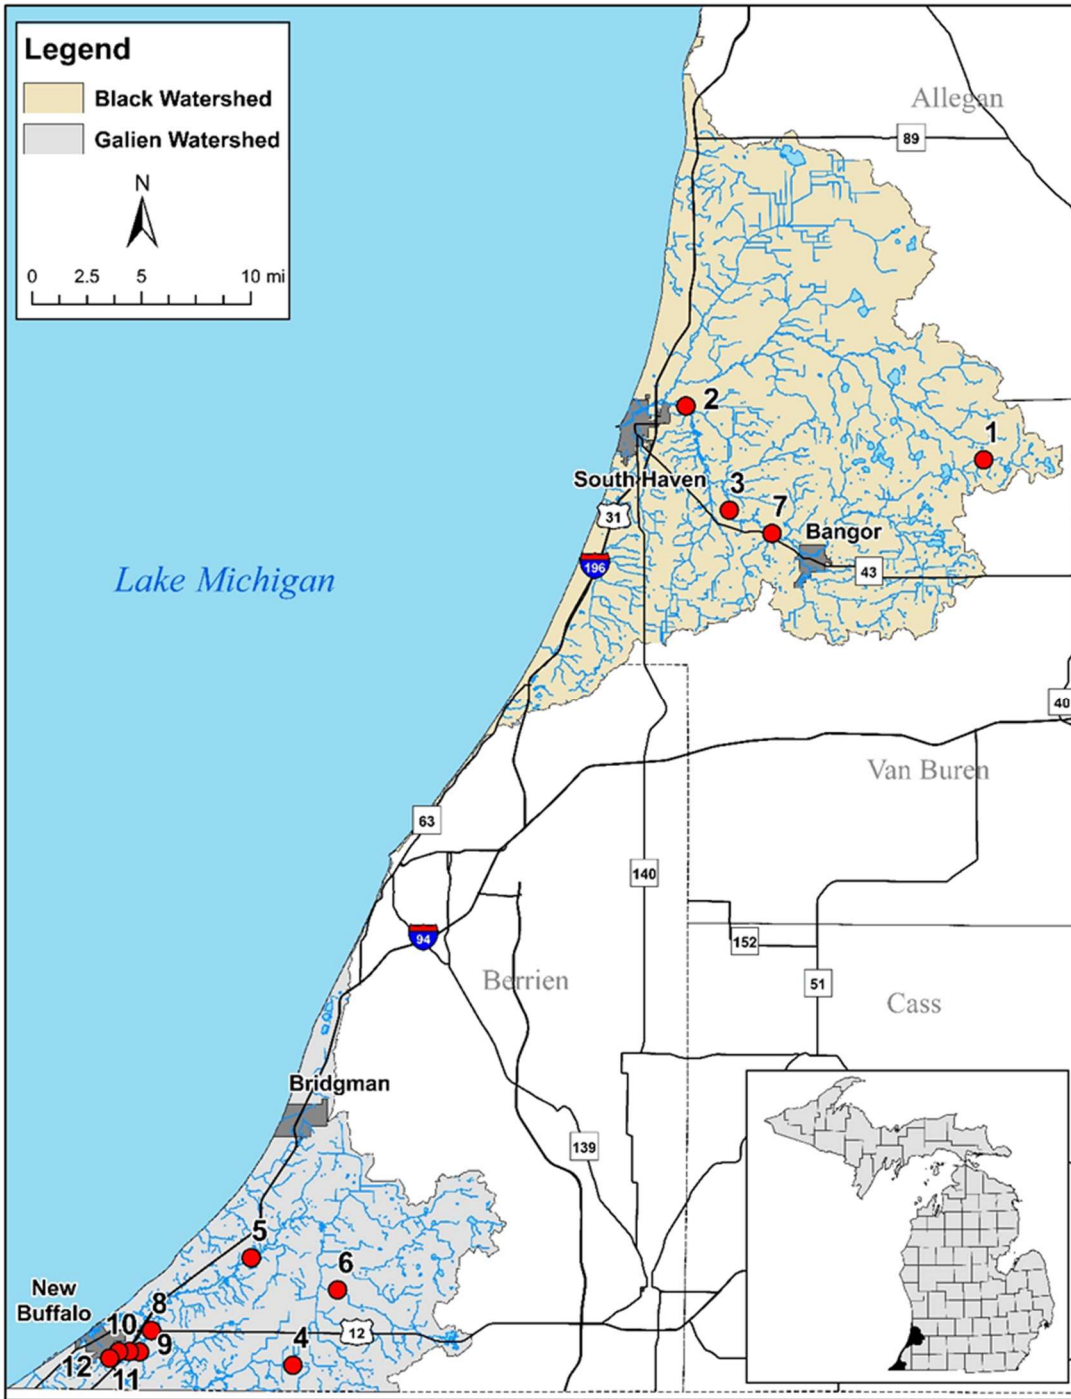 Legend
Black Watershed
Galien Watershed
N
0 2.5 5 10 mi
Allegan
89
2
1
South Haven
3
7
31
Bangor
196
43
Lake Michigan
40
Van Buren
63
140
94
152
Berrien
51
Cass
Bridgman
139
5
6
New
Buffalo
8
10
12
9
4
12
11